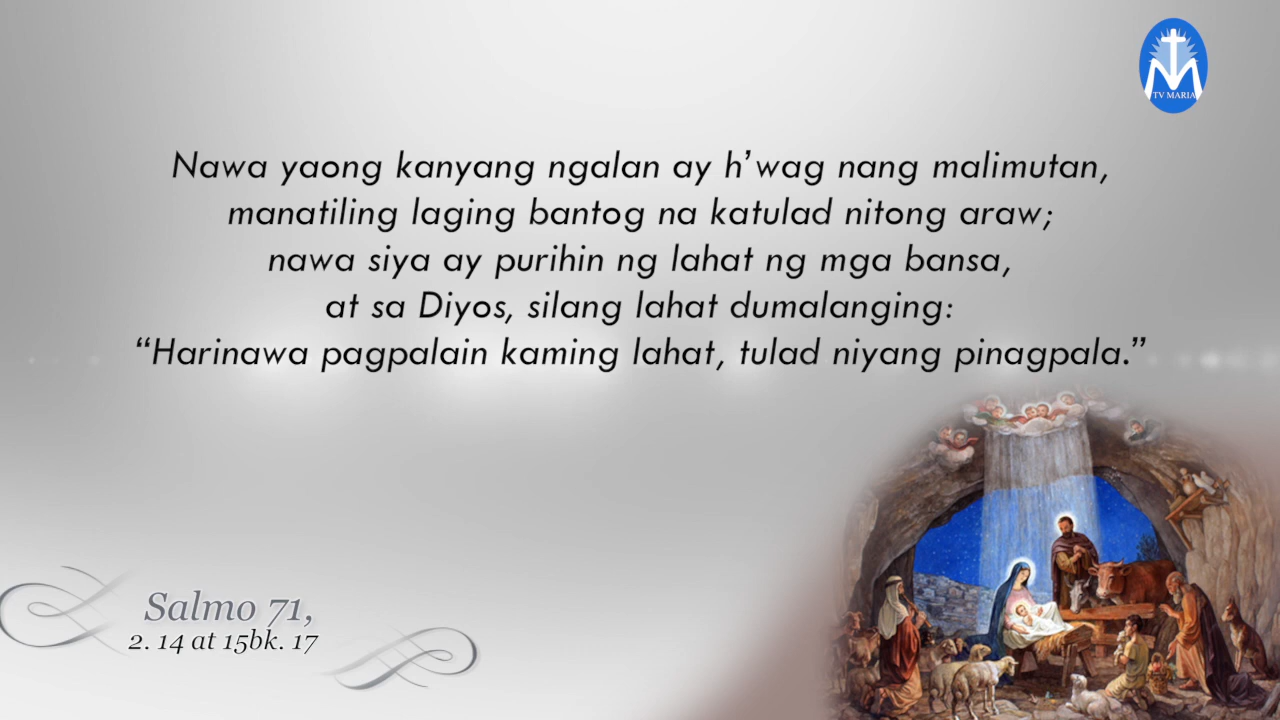 TV MARIA
Nawa yaong kanyang ngalan ay h’wag nang malimutan,
manatiling laging bantog na katulad nitong araw;
nawa siya ay purihin ng lahat ng mga bansa,
at sa Diyos, silang lahat dumalanging:
“Harinawa pagpalain kaming lahat, tulad niyang pinagpala.”
Salmo 71,
2. 14 at 15bk. 17